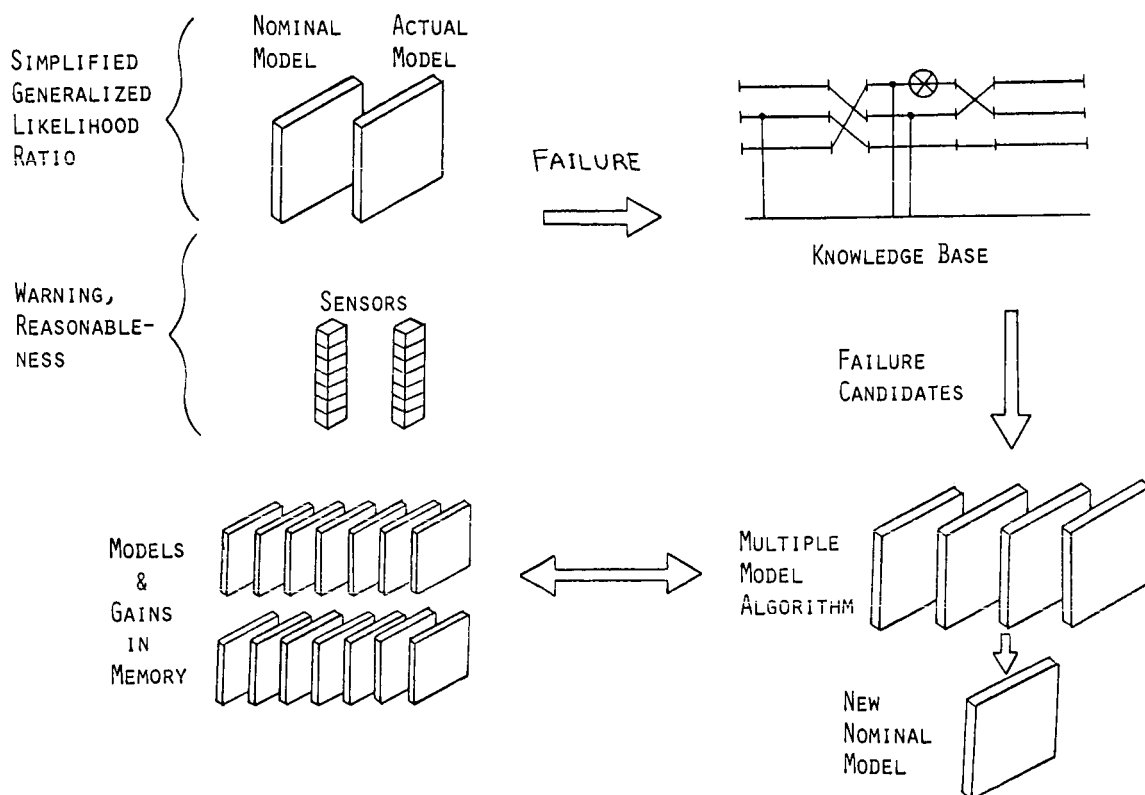 SIMPLIFIED
GENERALIZED
LIKELIHOOD
RATIO
NOMINAL
MODEL
ACTUAL
MODEL
FAILURE
KNOWLEDGE BASE
WARNING,
REASONABLE-
NESS
SENSORS
FAILURE
CANDIDATES
MODELS
&
GAINS
IN
MEMORY
MULTIPLE
MODEL
ALGORITHM
NEW
NOMINAL
MODEL